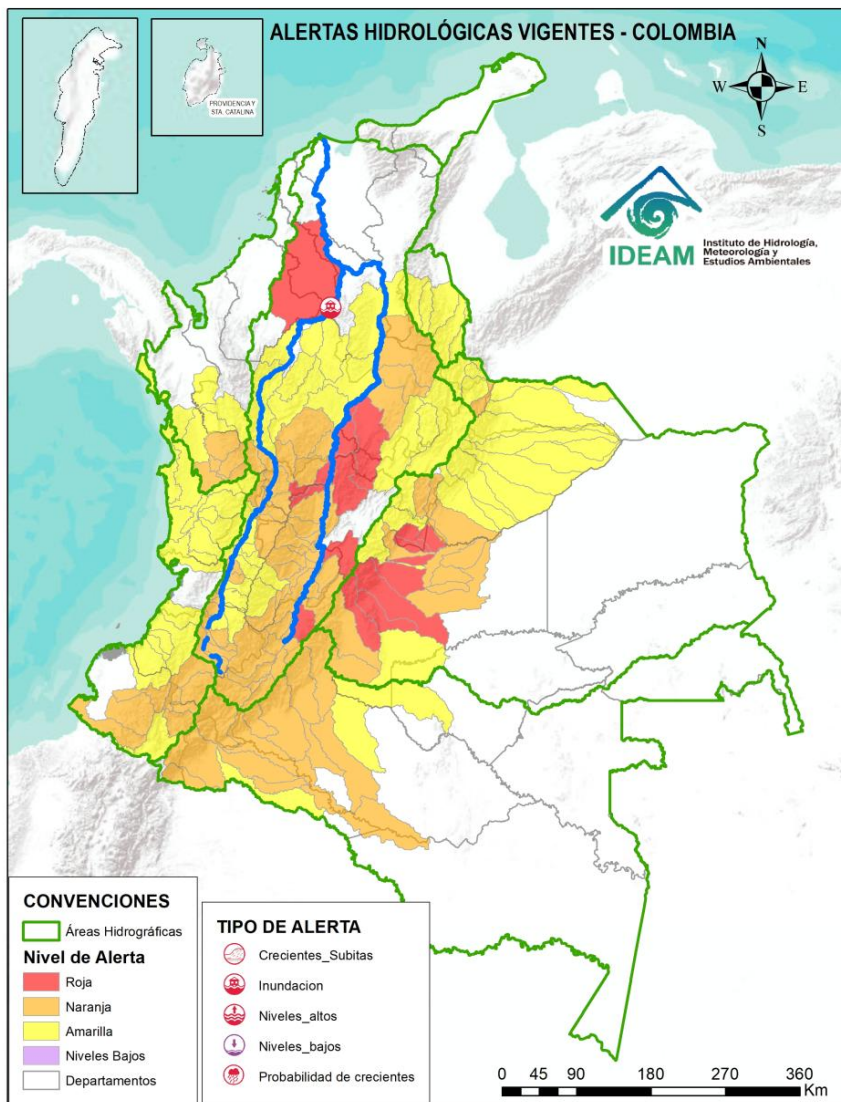 ALERTAS HIDROLÓGICAS VIGENTES - COLOMBIA
PROVIDENCIA Y
STA. CATALINA
N
W
E
S
IDEAM
Instituto de Hidrología,
Meteorología y
Estudios Ambientales
CONVENCIONES
Áreas Hidrográficas
Nivel de Alerta
Roja
Naranja
Amarilla
Niveles Bajos
Departamentos
TIPO DE ALERTA
Crecientes_Subitas
Inundacion
Niveles_altos
Niveles_bajos
Probabilidad de crecientes
0 45 90 180 270 360
Km